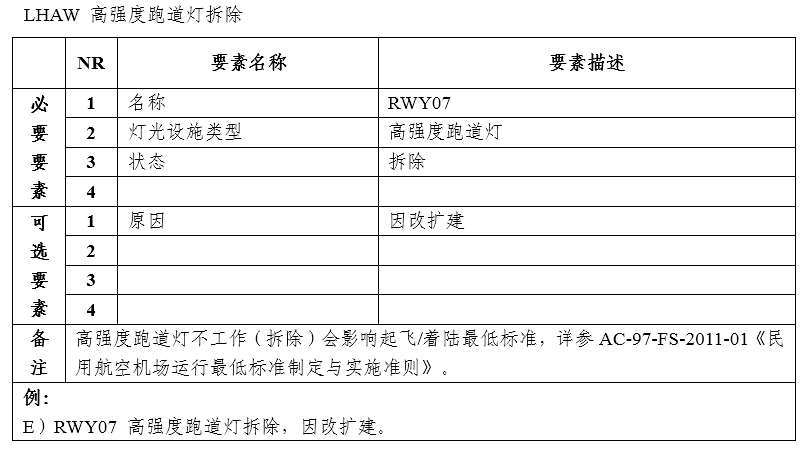 LHAW 高强度跑道灯拆除
NR 要素名称 要素描述
必要要素
1 名称 RWY07
2 灯光设施类型 高强度跑道灯
3 状态 拆除
4
可选要素
1 原因 因改扩建
2
3
4
备注
高强度跑道灯不工作（拆除）会影响起飞/着陆最低标准，详参 AC-97-FS-2011-01《民
用航空机场运行最低标准制定与实施准则》。
例：
E）RWY07 高强度跑道灯拆除，因改扩建。